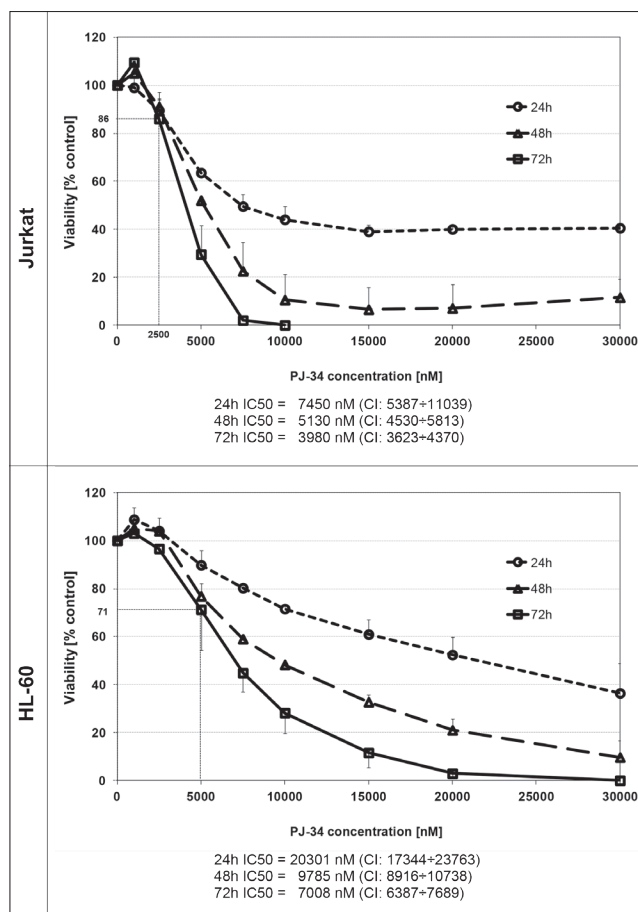 Jurkat
Viability [% control]
120
100
86
80
60
40
20
0
24h
48h
72h
0
2500
5000
10000
15000
20000
25000
30000
PJ-34 concentration [nM]
24h IC50 = 7450 nM (CI: 5387÷11039)
48h IC50 = 5130 nM (CI: 4530÷5813)
72h IC50 = 3980 nM (CI: 3623÷4370)
HL-60
Viability [% control]
120
100
80
71
60
40
20
0
24h
48h
72h
0
5000
10000
15000
20000
25000
30000
PJ-34 concentration [nM]
24h IC50 = 20301 nM (CI: 17344÷23763)
48h IC50 = 9785 nM (CI: 8916÷10738)
72h IC50 = 7008 nM (CI: 6387÷7689)